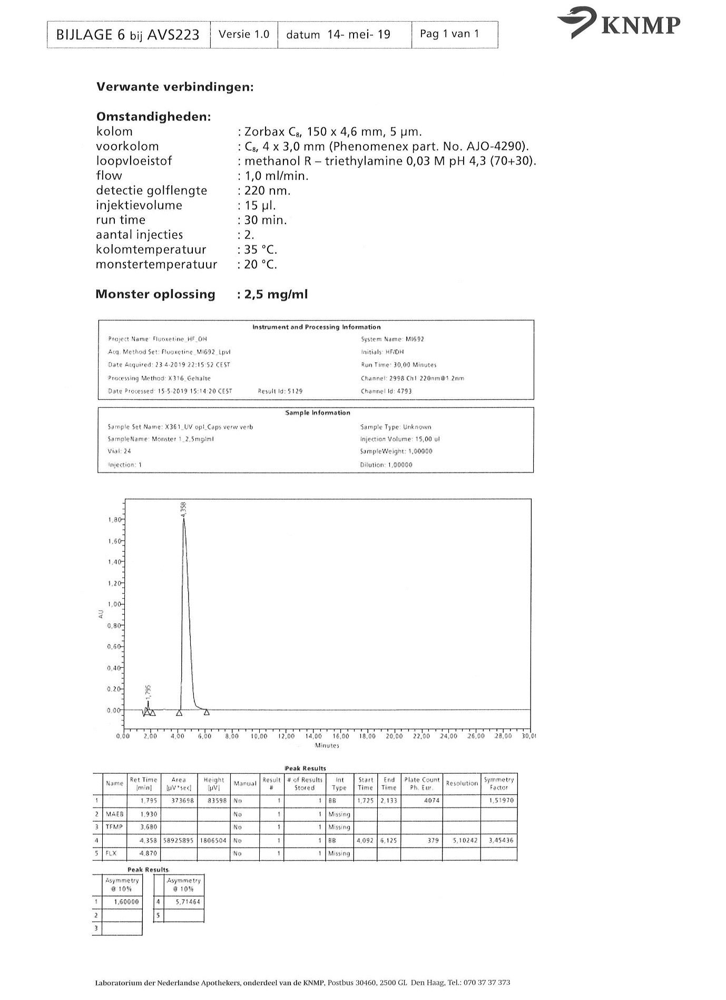 KNMP
BIJLAGE 6 bij AVS223 Versie 1.0 datum 14- mei- 19 Pag 1 van 1
Verwante verbindingen:
Omstandigheden:
kolom : Zorbax C₈, 150 x 4,6 mm, 5 µm.
voorkolom : C₈, 4 x 3,0 mm (Phenomenex part. No. AJO-4290).
loopvloeistof : methanol R – triethylamine 0,03 M pH 4,3 (70+30).
flow : 1,0 ml/min.
detectie golflengte : 220 nm.
injektievolume : 15 µl.
run time : 30 min.
aantal injecties : 2.
kolomtemperatuur : 35 °C.
monstertemperatuur : 20 °C.
Monster oplossing : 2,5 mg/ml
Instrument and Processing Information
Project Name: Fluoxetine_HF_DH System Name: MI692
Acq. Method Set: Fluoxetine_MI692_Lpvl Initials: HF/DH
Date Acquired: 23-4-2019 22:15:52 CEST Run Time: 30,00 Minutes
Processing Method: X316_Gehalte Channel: 2998 Ch1 220nm@1.2nm
Date Processed: 15-5-2019 15:14:20 CEST Result Id: 5129 Channel Id: 4793
Sample Information
Sample Set Name: X361_UV opl_Caps verw verb Sample Type: Unknown
SampleName: Monster 1_2,5mg/ml Injection Volume: 15,00 ul
Vial: 24 SampleWeight: 1,00000
Injection: 1 Dilution: 1,00000
4,358
1,80
1,60
1,40
1,20
1,00
AU
0,80
0,60
0,40
0,20
1,795
0,00
0,00 2,00 4,00 6,00 8,00 10,00 12,00 14,00 16,00 18,00 20,00 22,00 24,00 26,00 28,00 30,0
Minutes
Peak Results
Name Ret Time [min] Area [µV*sec] Height [µV] Manual Result # # of Results Stored Int Type Start Time End Time Plate Count Ph. Eur. Resolution Symmetry Factor
1 1,795 373698 83598 No 1 1 BB 1,725 2,133 4074 1,51970
2 MAEB 1,930 No 1 1 Missing
3 TFMP 3,680 No 1 1 Missing
4 4,358 58925895 1806504 No 1 1 BB 4,092 6,125 379 5,10242 3,45436
5 FLX 4,870 No 1 1 Missing
Peak Results
Asymmetry @ 10% Asymmetry @ 10%
1 1,60000 4 5,71464
2 5
3
Laboratorium der Nederlandse Apothekers, onderdeel van de KNMP, Postbus 30460, 2500 GL Den Haag, Tel.: 070 37 37 373